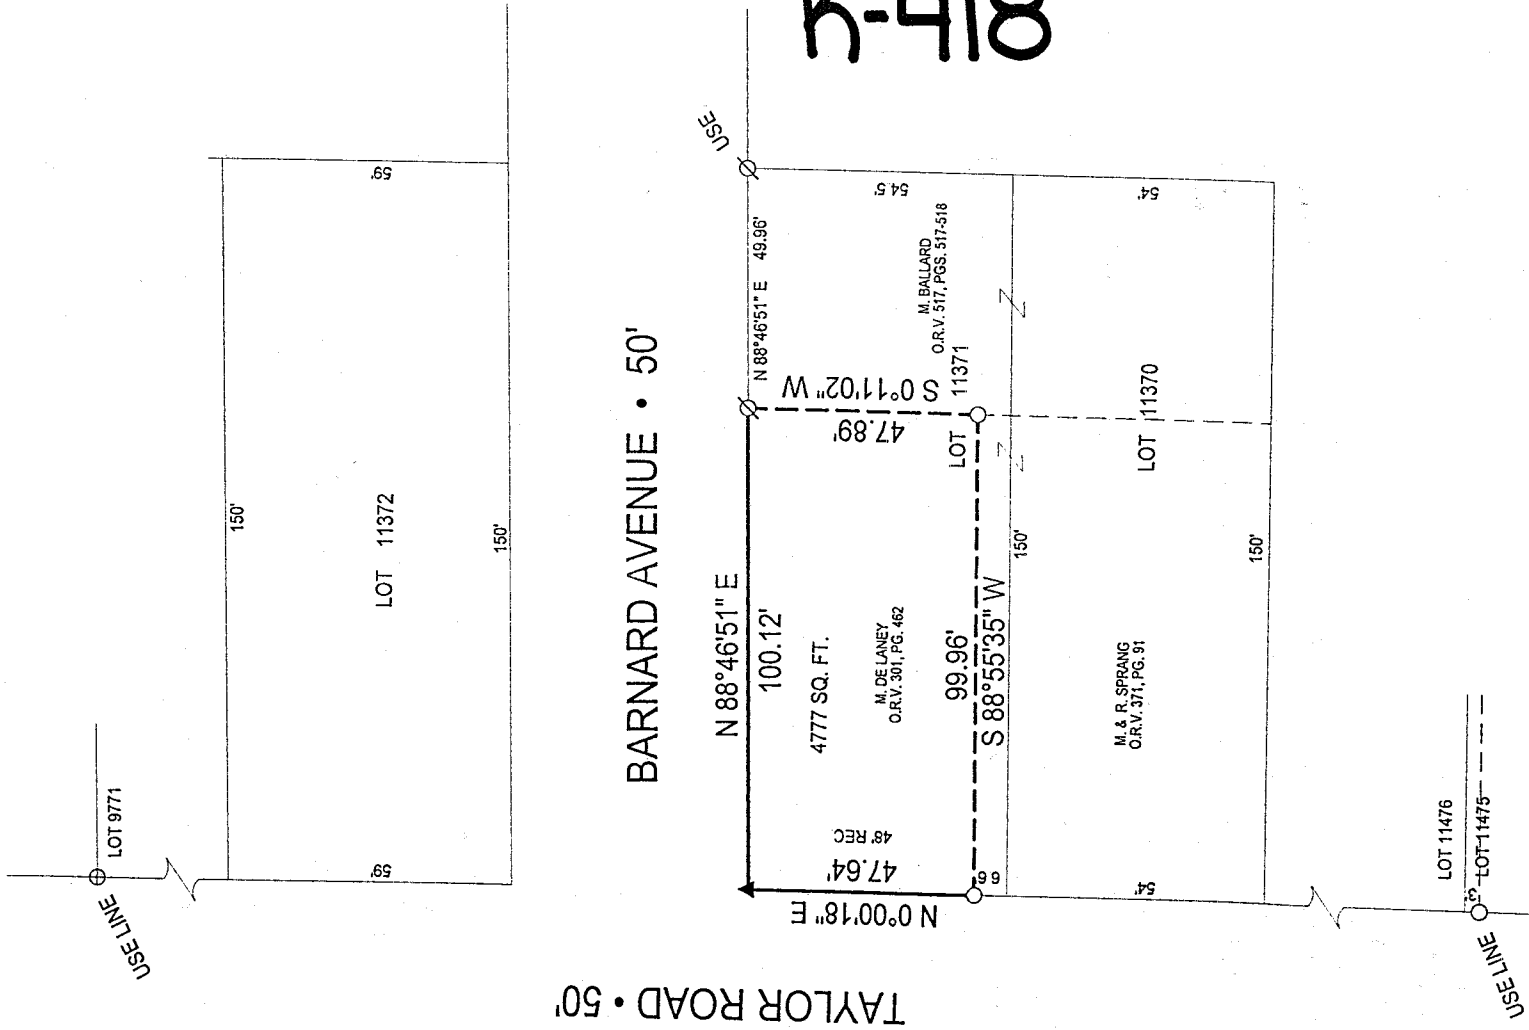 K-418
USE
59'
54.5'
54'
N 88°46'51" E 49.96'
M. BALLARD
O.R.V. 517, PGS. 517-518
BARNARD AVENUE • 50'
S 0°11'02" W
47.89'
LOT 11371
LOT 11370
150'
LOT 11372
150'
N 88°46'51" E
100.12'
4777 SQ. FT.
M. DE LANEY
O.R.V. 301, PG. 462
99.96'
S 88°55'35" W
150'
150'
M. & R. SPRANG
O.R.V. 371, PG. 91
LOT 9771
59'
48' REC
47.64'
N 0°00'18" E
54'
LOT 11476
LOT 11475
3'
USE LINE
USE LINE
TAYLOR ROAD • 50'